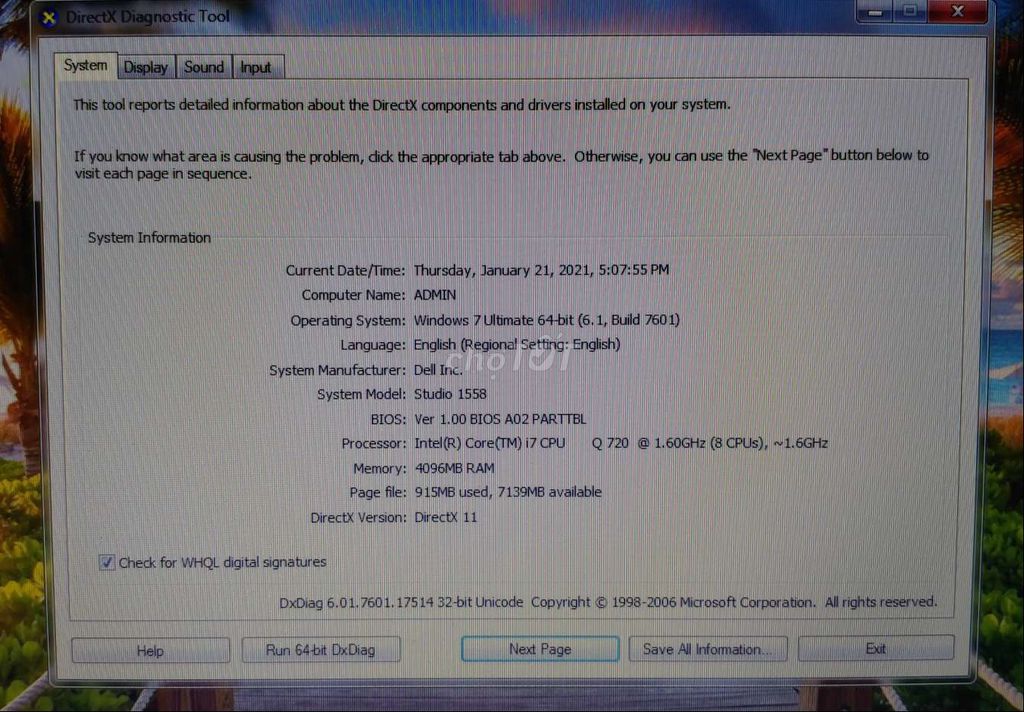 DirectX Diagnostic Tool
System Display Sound Input
This tool reports detailed information about the DirectX components and drivers installed on your system.
If you know what area is causing the problem, click the appropriate tab above. Otherwise, you can use the "Next Page" button below to
visit each page in sequence.
System Information
Current Date/Time: Thursday, January 21, 2021, 5:07:55 PM
Computer Name: ADMIN
Operating System: Windows 7 Ultimate 64-bit (6.1, Build 7601)
Language: English (Regional Setting: English)
chợTỐT
System Manufacturer: Dell Inc.
System Model: Studio 1558
BIOS: Ver 1.00 BIOS A02 PARTTBL
Processor: Intel(R) Core(TM) i7 CPU Q 720 @ 1.60GHz (8 CPUs), ~1.6GHz
Memory: 4096MB RAM
Page file: 915MB used, 7139MB available
DirectX Version: DirectX 11
Check for WHQL digital signatures
DxDiag 6.01.7601.17514 32-bit Unicode Copyright © 1998-2006 Microsoft Corporation. All rights reserved.
Help Run 64-bit DxDiag Next Page Save All Information... Exit